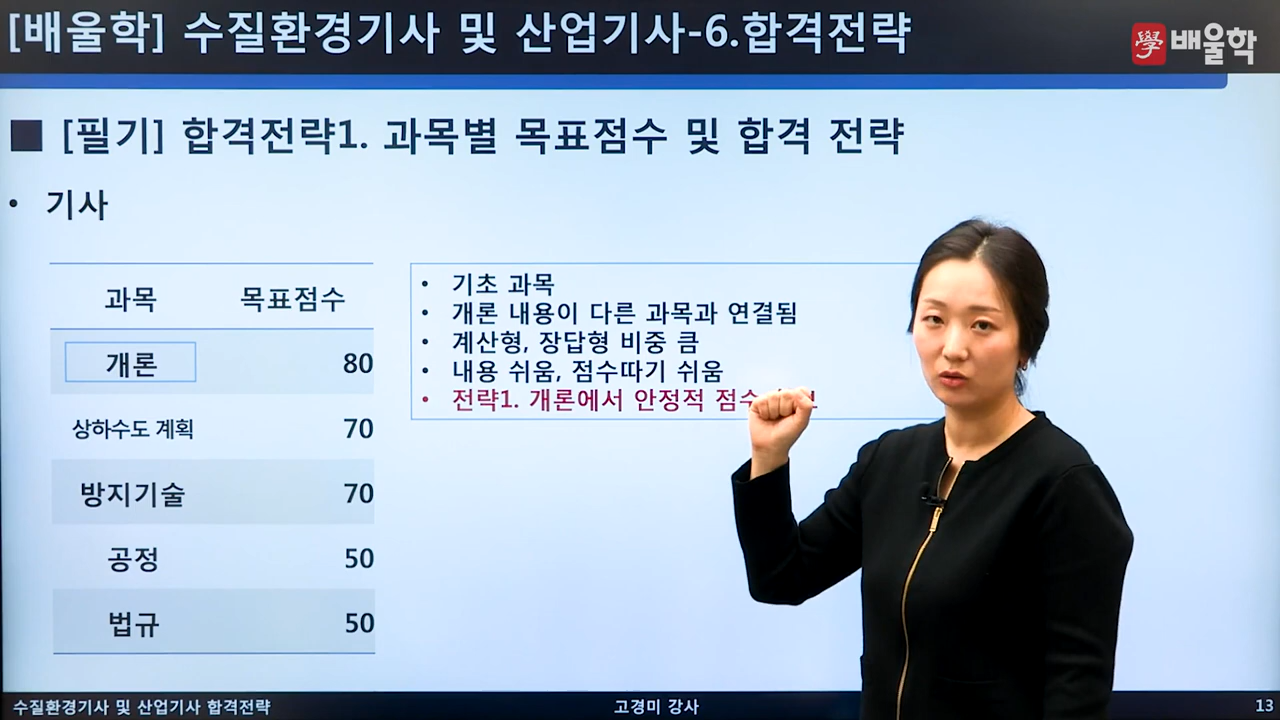 [배울학] 수질환경기사 및 산업기사-6.합격전략
學 배울학
■ [필기] 합격전략1. 과목별 목표점수 및 합격 전략
• 기사
과목 목표점수
개론 80
상하수도 계획 70
방지기술 70
공정 50
법규 50
• 기초 과목
• 개론 내용이 다른 과목과 연결됨
• 계산형, 장답형 비중 큼
• 내용 쉬움, 점수따기 쉬움
• 전략1. 개론에서 안정적 점수
수질환경기사 및 산업기사 합격전략
고경미 강사
13